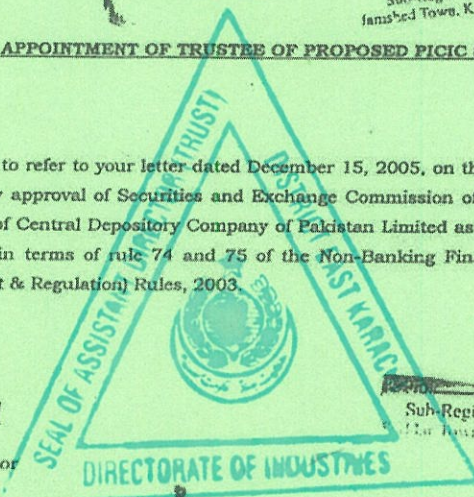 Jamshed Town, K
APPOINTMENT OF TRUSTEE OF PROPOSED PICIC
to refer to your letter dated December 15, 2005, on th
approval of Securities and Exchange Commission of
of Central Depository Company of Pakistan Limited as
in terms of rule 74 and 75 of the Non-Banking Fin
& Regulation) Rules, 2003.
SEAL OF ASSISTANT DIRECTOR (TRUST)
DISTRICT EAST KARAC
DIRECTORATE OF INDUSTRIES
Sub-Regi
or